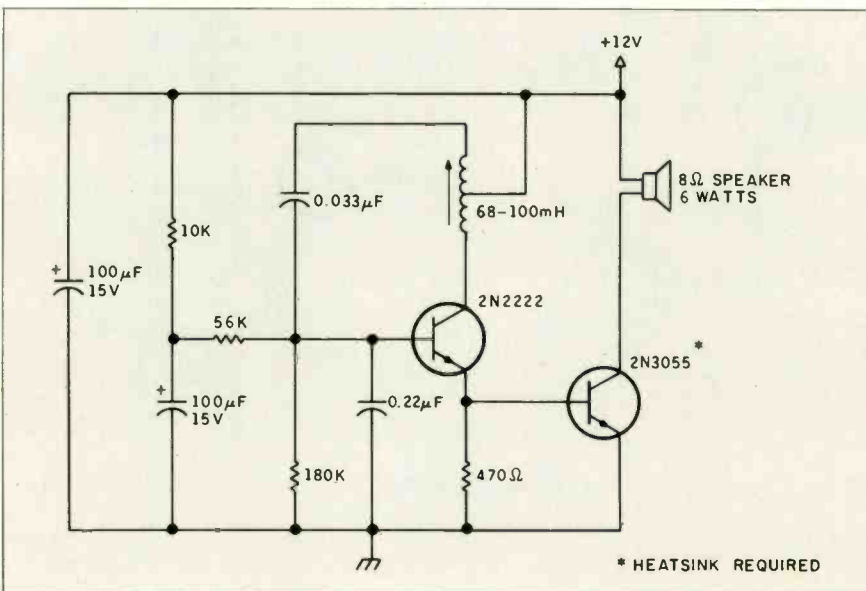 +12V
8Ω SPEAKER
6 WATTS
0.033μF
68-100mH
10K
100μF
15V
2N2222
56K
2N3055*
100μF
15V
0.22μF
180K
470Ω
* HEATSINK REQUIRED
+
+